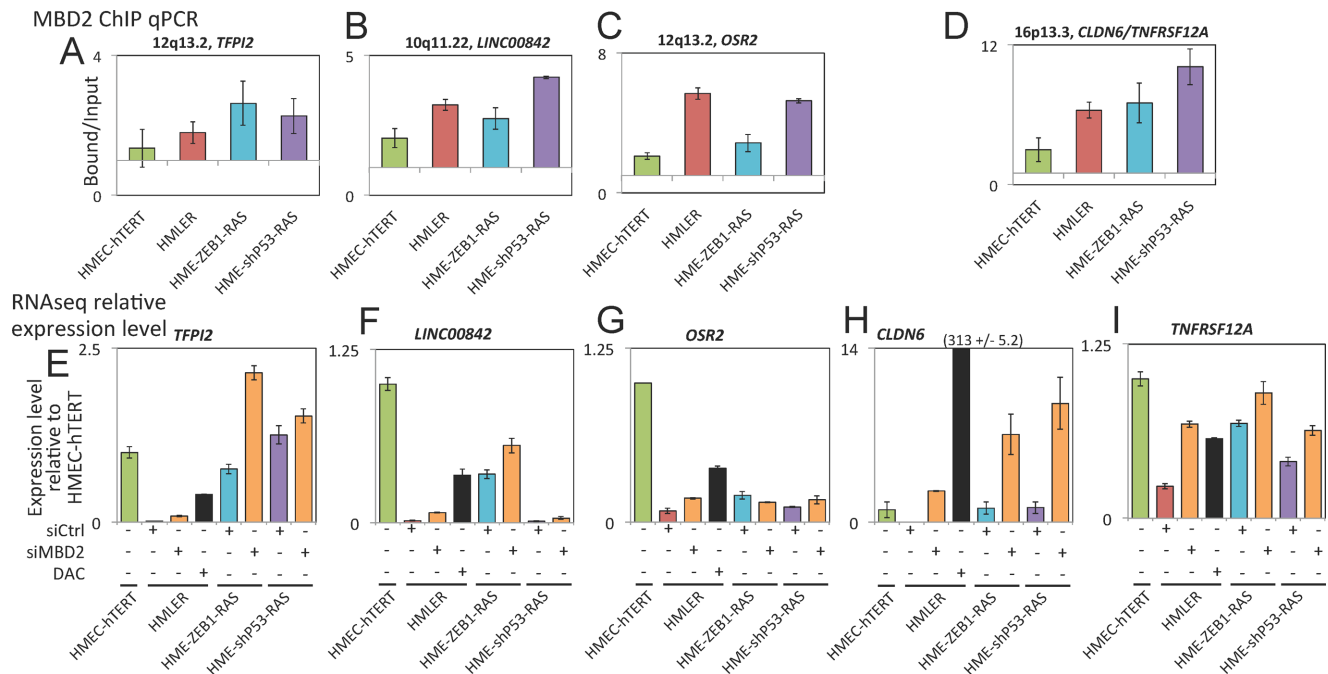 MBD2 ChIP qPCR
A
12q13.2, TFPI2
B
10q11.22, LINC00842
C
12q13.2, OSR2
D
16p13.3, CLDN6/TNFRSF12A
Bound/Input
4
0
5
0
8
0
12
0
HMEC-hTERT
HMLER
HME-ZEB1-RAS
HME-shP53-RAS
HMEC-hTERT
HMLER
HME-ZEB1-RAS
HME-shP53-RAS
HMEC-hTERT
HMLER
HME-ZEB1-RAS
HME-shP53-RAS
HMEC-hTERT
HMLER
HME-ZEB1-RAS
HME-shP53-RAS
RNAseq relative
expression level
E
TFPI2
F
LINC00842
G
OSR2
H
CLDN6
(313 +/- 5.2)
I
TNFRSF12A
Expression level
relative to
HMEC-hTERT
2.5
0
1.25
0
1.25
0
14
0
1.25
0
siCtrl - + - - + - + -
siMBD2 - - + - - + - +
DAC - - - + - - - -
- + - - + - + -
- - + - - + - +
- - - + - - - -
- + - - + - + -
- - + - - + - +
- - - + - - - -
- + - - + - + -
- - + - - + - +
- - - + - - - -
- + - - + - + -
- - + - - + - +
- - - + - - - -
HMEC-hTERT
HMLER
HME-ZEB1-RAS
HME-shP53-RAS
HMEC-hTERT
HMLER
HME-ZEB1-RAS
HME-shP53-RAS
HMEC-hTERT
HMLER
HME-ZEB1-RAS
HME-shP53-RAS
HMEC-hTERT
HMLER
HME-ZEB1-RAS
HME-shP53-RAS
HMEC-hTERT
HMLER
HME-ZEB1-RAS
HME-shP53-RAS